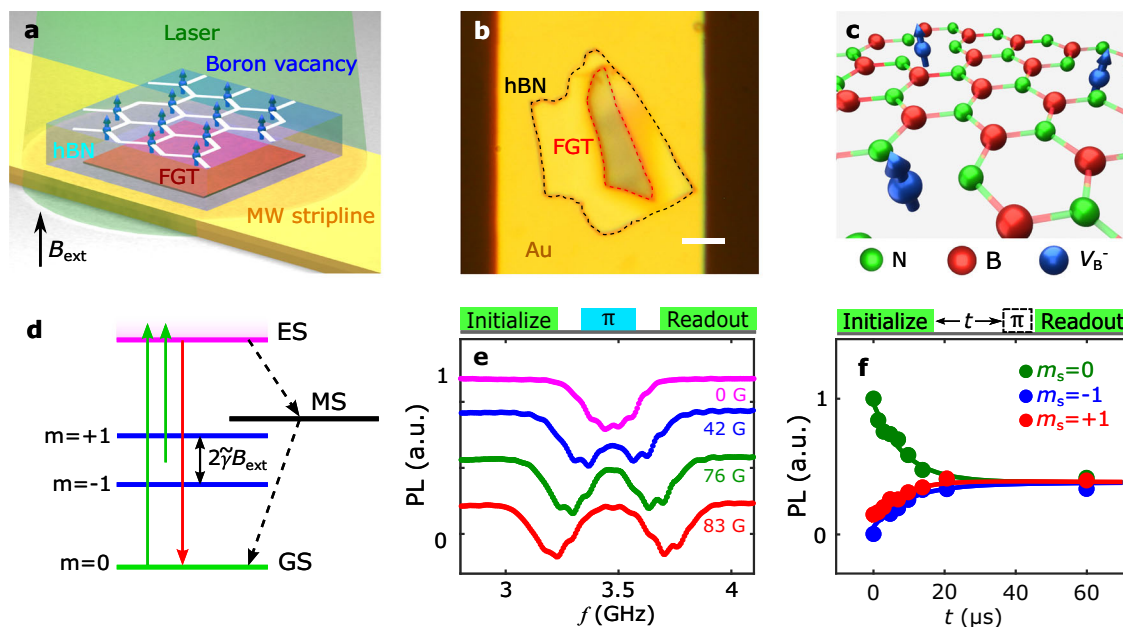 a
Laser
Boron vacancy
hBN
FGT
MW stripline
B_ext
b
hBN
FGT
Au
c
N B V_B^-
d
ES
MS
m=+1
2γ̃B_ext
m=-1
m=0
GS
Initialize π Readout
e
1
0 G
42 G
76 G
83 G
0
PL (a.u.)
3 3.5 4
f (GHz)
Initialize t π Readout
f
m_s=0
m_s=-1
m_s=+1
1
0
PL (a.u.)
0 20 40 60
t (µs)